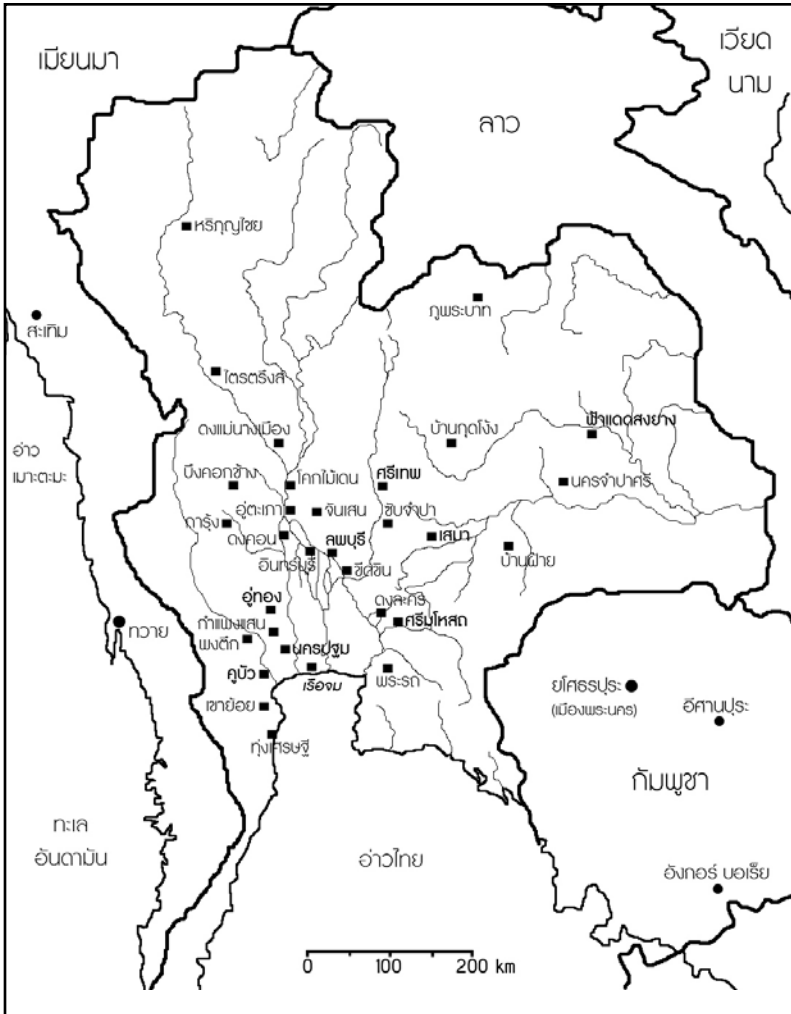 เมียนมา
เวียด
นาม
ลาว
หริภุญไชย
ภูพระบาท
สะเทิม
ไตรตรึงส์
ฟ้าแดดสงยาง
ดงแม่นางเมือง
บ้านกุดโง้ง
อ่าว
เมาะตะมะ
บึงคอกช้าง
โคกไม้เดน
ศรีเทพ
นครจำปาศรี
อู่ตะเภา
จันเสน
ซับจำปา
การุ้ง
ดงคอน
ลพบุรี
เสมา
อินทร์บุรี
บ้านฝ้าย
ขีดขิน
อู่ทอง
ดงละคร
กำแพงแสน
ศรีมโหสถ
ทวาย
พงตึก
นครปฐม
คูบัว
เรือจม
พระรถ
ยโศธรปุระ
(เมืองพระนคร)
อีศานปุระ
เขาย้อย
ทุ่งเศรษฐี
กัมพูชา
ทะเล
อันดามัน
อ่าวไทย
อังกอร์ บอเร็ย
0 100 200 km